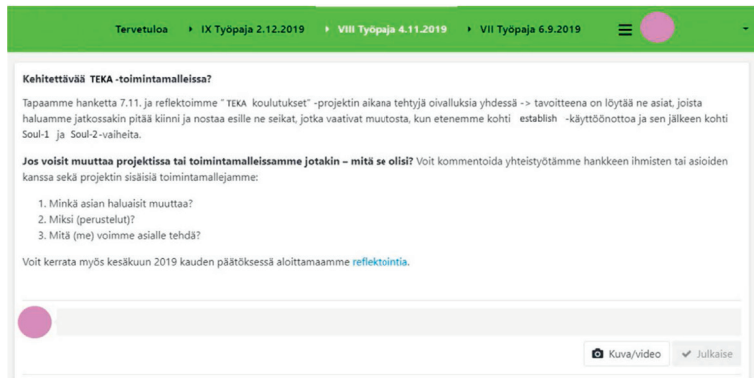 Tervetuloa IX Työpaja 2.12.2019 VIII Työpaja 4.11.2019 VII Työpaja 6.9.2019
Kehitettävää TEKA -toimintamalleissa?
Tapaamme hanketta 7.11. ja reflektoimme " TEKA koulutukset" -projektin aikana tehtyjä oivalluksia yhdessä -> tavoitteena on löytää ne asiat, joista
haluamme jatkossakin pitää kiinni ja nostaa esille ne seikat, jotka vaativat muutosta, kun etenemme kohti establish -käyttöönottoa ja sen jälkeen kohti
Soul-1 ja Soul-2-vaiheita.
Jos voisit muuttaa projektissa tai toimintamalleissamme jotakin – mitä se olisi? Voit kommentoida yhteistyötämme hankkeen ihmisten tai asioiden
kanssa sekä projektin sisäisiä toimintamallejamme:
1. Minkä asian haluaisit muuttaa?
2. Miksi (perustelut)?
3. Mitä (me) voimme asialle tehdä?
Voit kerrata myös kesäkuun 2019 kauden päätöksessä aloittamaamme reflektointia.
Kuva/video Julkaise